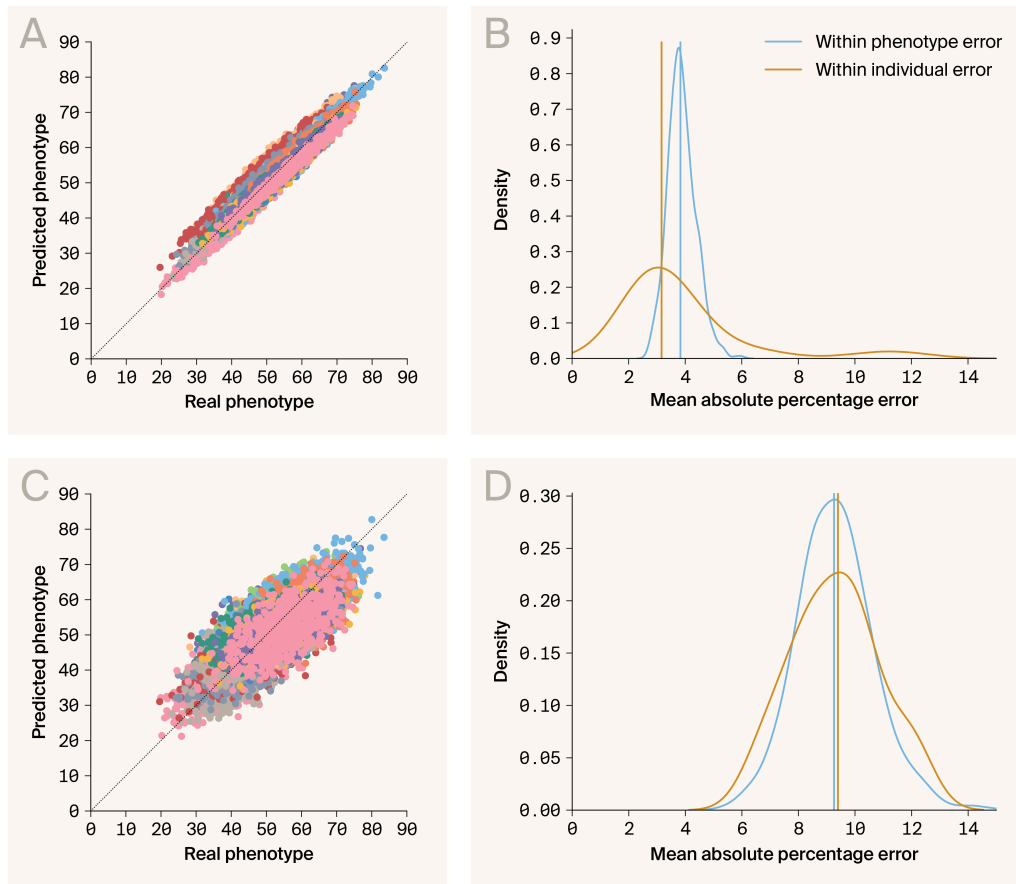 A
90
80
70
60
50
40
30
20
10
0
Predicted phenotype
0 10 20 30 40 50 60 70 80 90
Real phenotype
B
0.9
0.8
0.7
0.6
0.5
0.4
0.3
0.2
0.1
0.0
Density
Within phenotype error
Within individual error
0 2 4 6 8 10 12 14
Mean absolute percentage error
C
90
80
70
60
50
40
30
20
10
0
Predicted phenotype
0 10 20 30 40 50 60 70 80 90
Real phenotype
D
0.30
0.25
0.20
0.15
0.10
0.05
0.00
Density
0 2 4 6 8 10 12 14
Mean absolute percentage error